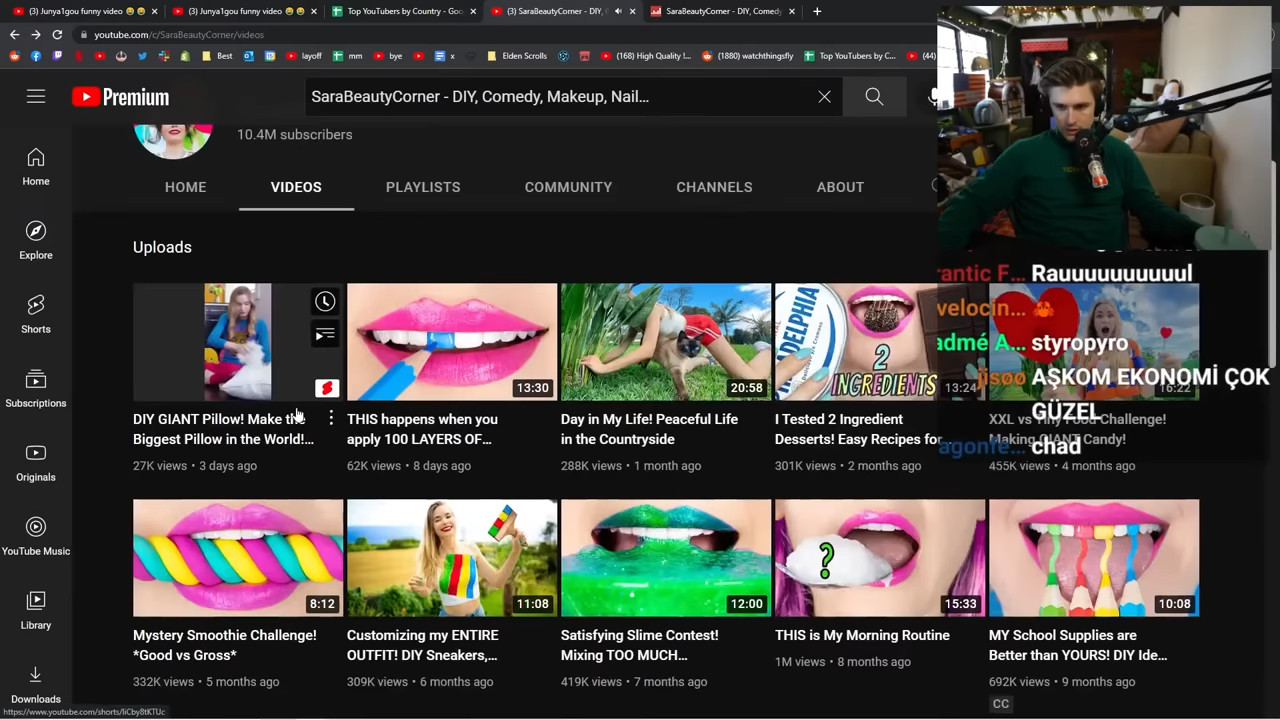 (3) Junya1gou funny video 😂 😂
(3) Junya1gou funny video 😂 😂
Top YouTubers by Country - Goo
(3) SaraBeautyCorner - DIY, C
SaraBeautyCorner - DIY, Comedy
youtube.com/c/SaraBeautyCorner/videos
Best
layoff
mm
bye
x
Elden Scrolls
(168) High Quality I...
(1880) watchthingsfly
Top YouTubers by C...
(44)
Premium
SaraBeautyCorner - DIY, Comedy, Makeup, Nail...
10.4M subscribers
HOME
VIDEOS
PLAYLISTS
COMMUNITY
CHANNELS
ABOUT
Home
Explore
Shorts
Subscriptions
Originals
YouTube Music
Library
Downloads
Uploads
rantic F... Rauuuuuuuuuul
velocin...
admé A... styropyro
jisøø AŞKOM EKONOMİ ÇOK
GÜZEL
agonfe... chad
13:30
20:58
ADELPHIA
2
INGREDIENTS
13:24
16:22
DIY GIANT Pillow! Make the
Biggest Pillow in the World!...
27K views • 3 days ago
THIS happens when you
apply 100 LAYERS OF...
62K views • 8 days ago
Day in My Life! Peaceful Life
in the Countryside
288K views • 1 month ago
I Tested 2 Ingredient
Desserts! Easy Recipes for...
301K views • 2 months ago
XXL vs Tiny Food Challenge!
Making GIANT Candy!
455K views • 4 months ago
8:12
11:08
12:00
?
15:33
10:08
Mystery Smoothie Challenge!
*Good vs Gross*
332K views • 5 months ago
Customizing my ENTIRE
OUTFIT! DIY Sneakers,...
309K views • 6 months ago
Satisfying Slime Contest!
Mixing TOO MUCH...
419K views • 7 months ago
THIS is My Morning Routine
1M views • 8 months ago
MY School Supplies are
Better than YOURS! DIY Ide...
692K views • 9 months ago
CC